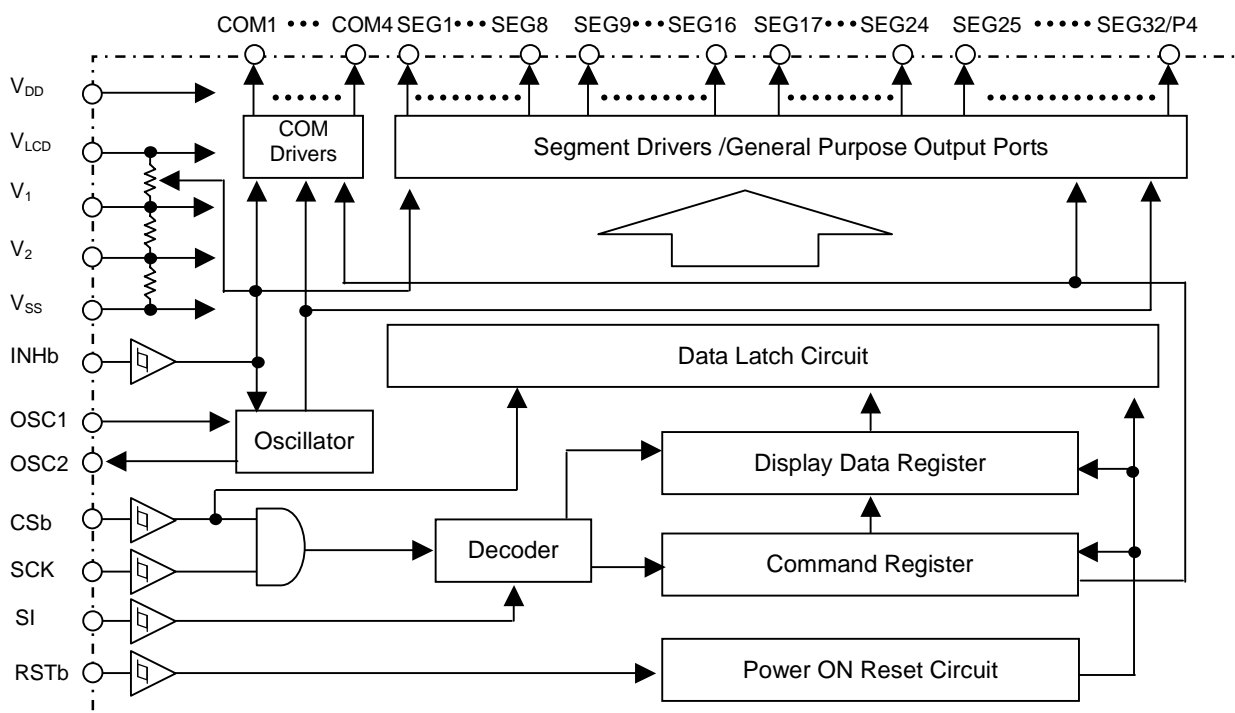 COM1 ···· COM4 SEG1····SEG8 SEG9····SEG16 SEG17····SEG24 SEG25 ······ SEG32/P4
VDD
VLCD
COM
Drivers
Segment Drivers /General Purpose Output Ports
V1
V2
VSS
INHb
Data Latch Circuit
OSC1
Oscillator
OSC2
Display Data Register
CSb
Decoder
SCK
Command Register
SI
RSTb
Power ON Reset Circuit